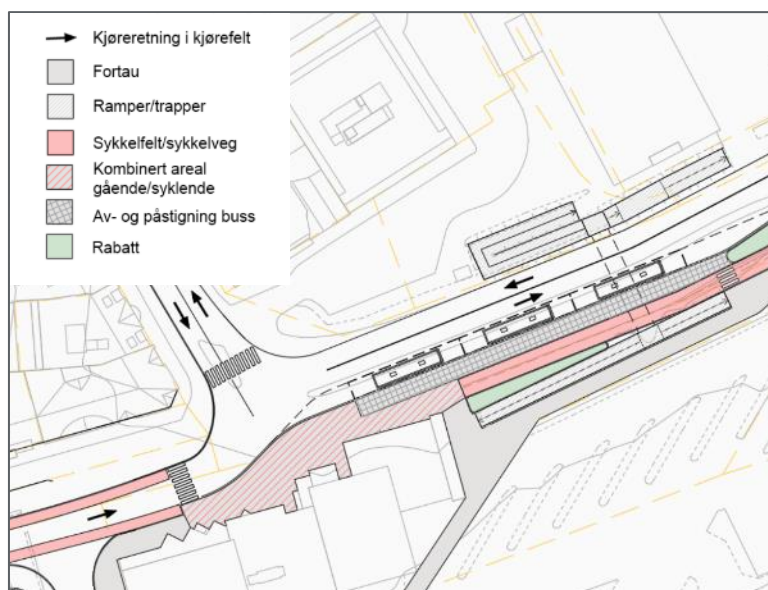 Kjøreretning i kjørefelt
Fortau
Ramper/trapper
Sykkelfelt/sykkelveg
Kombinert areal
gående/syklende
Av- og påstigning buss
Rabatt